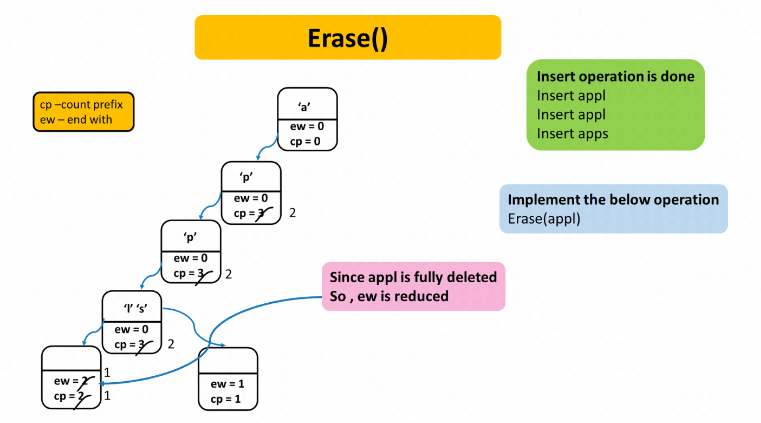 Erase()
cp –count prefix
ew – end with
Insert operation is done
Insert appl
Insert appl
Insert apps
Implement the below operation
Erase(appl)
‘a’
ew = 0
cp = 0
‘p’
ew = 0
cp = 3 2
‘p’
ew = 0
cp = 3 2
Since appl is fully deleted
So , ew is reduced
‘l’ ‘s’
ew = 0
cp = 3 2
ew = 2 1
cp = 2 1
ew = 1
cp = 1